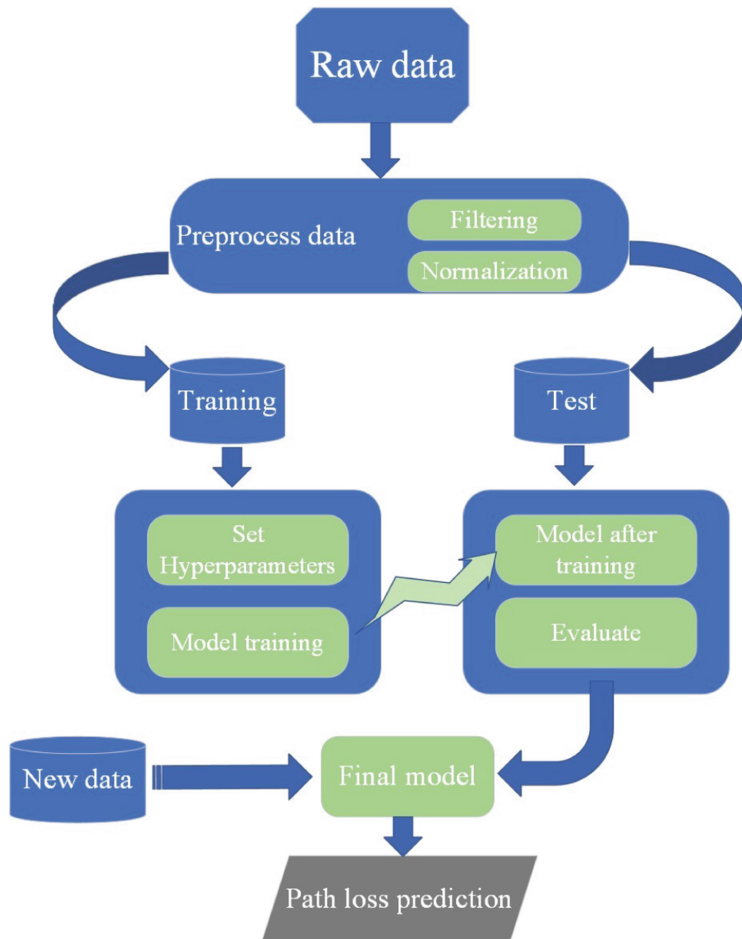 Raw data
Preprocess data
Filtering
Normalization
Training
Test
Set
Hyperparameters
Model training
Model after
training
Evaluate
New data
Final model
Path loss prediction